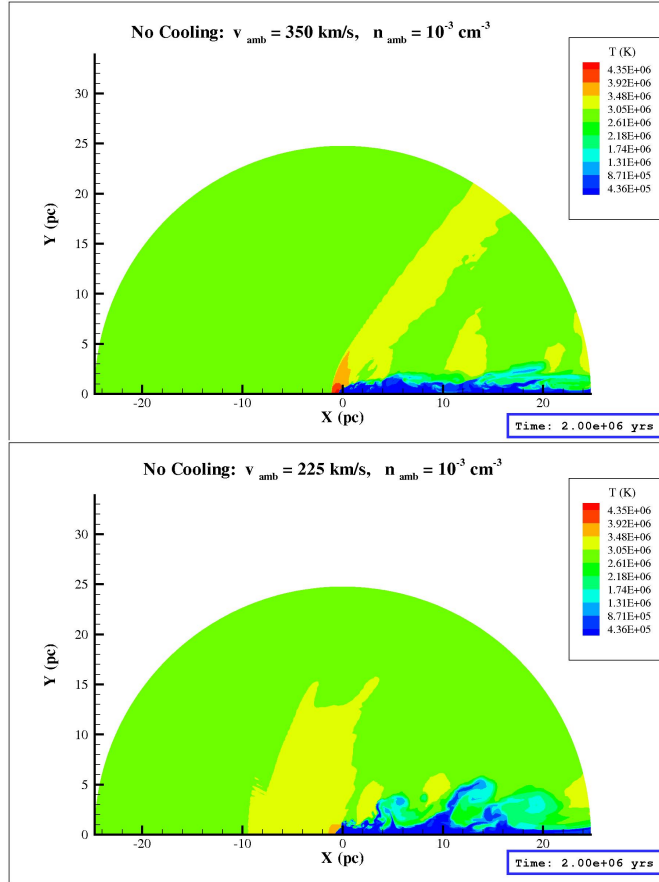 No Cooling: v amb = 350 km/s, n amb = 10⁻³ cm⁻³
T (K)
4.35E+06
3.92E+06
3.48E+06
3.05E+06
2.61E+06
2.18E+06
1.74E+06
1.31E+06
8.71E+05
4.36E+05
Y (pc)
30
25
20
15
10
5
0
-20 -10 0 10 20
X (pc)
Time: 2.00e+06 yrs
No Cooling: v amb = 225 km/s, n amb = 10⁻³ cm⁻³
T (K)
4.35E+06
3.92E+06
3.48E+06
3.05E+06
2.61E+06
2.18E+06
1.74E+06
1.31E+06
8.71E+05
4.36E+05
Y (pc)
30
25
20
15
10
5
0
-20 -10 0 10 20
X (pc)
Time: 2.00e+06 yrs